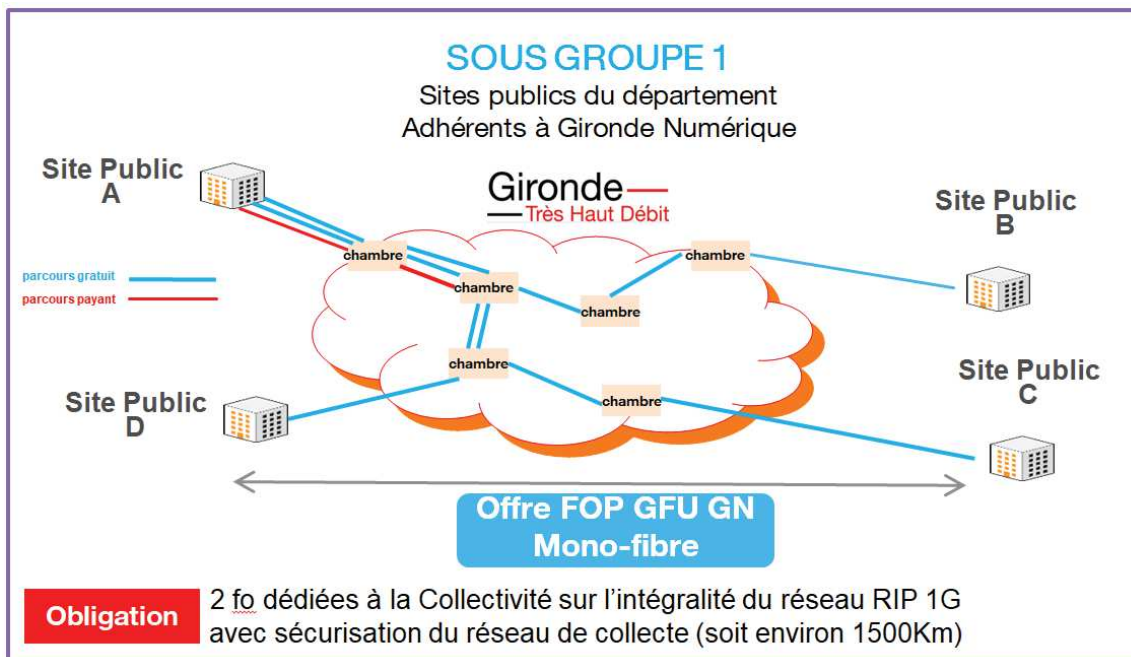 SOUS GROUPE 1
Sites publics du département
Adhérents à Gironde Numérique
Site Public
A
Gironde
Très Haut Débit
Site Public
B
parcours gratuit
parcours payant
chambre
chambre
chambre
chambre
chambre
chambre
Site Public
D
Site Public
C
Offre FOP GFU GN
Mono-fibre
Obligation
2 fo dédiées à la Collectivité sur l'intégralité du réseau RIP 1G
avec sécurisation du réseau de collecte (soit environ 1500Km)